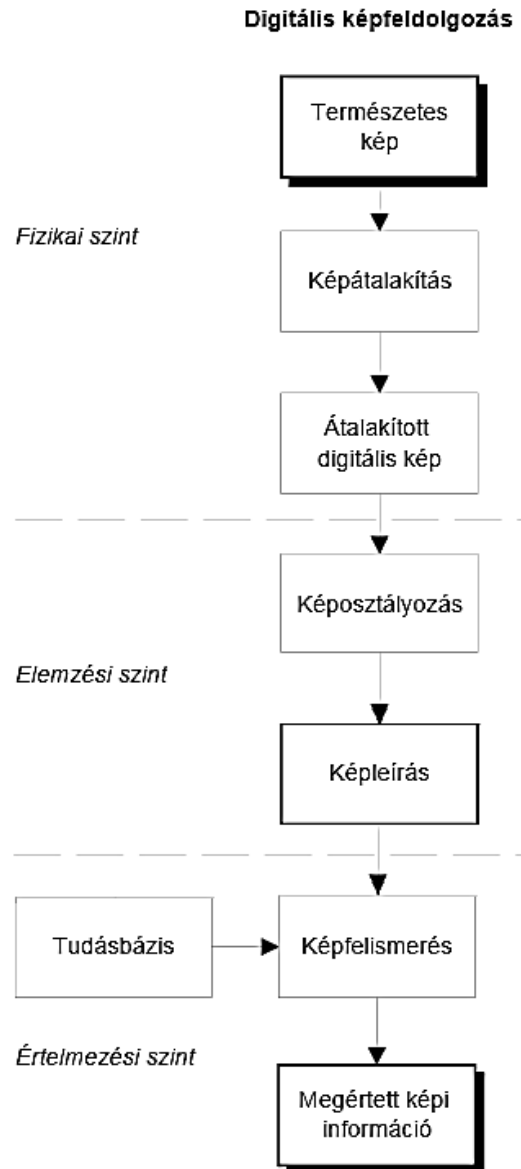 Digitális képfeldolgozás
Természetes
kép
Fizikai szint
Képátalakítás
Átalakított
digitális kép
Képosztályozás
Elemzési szint
Képleírás
Tudásbázis
Képfelismerés
Értelmezési szint
Megértett képi
információ